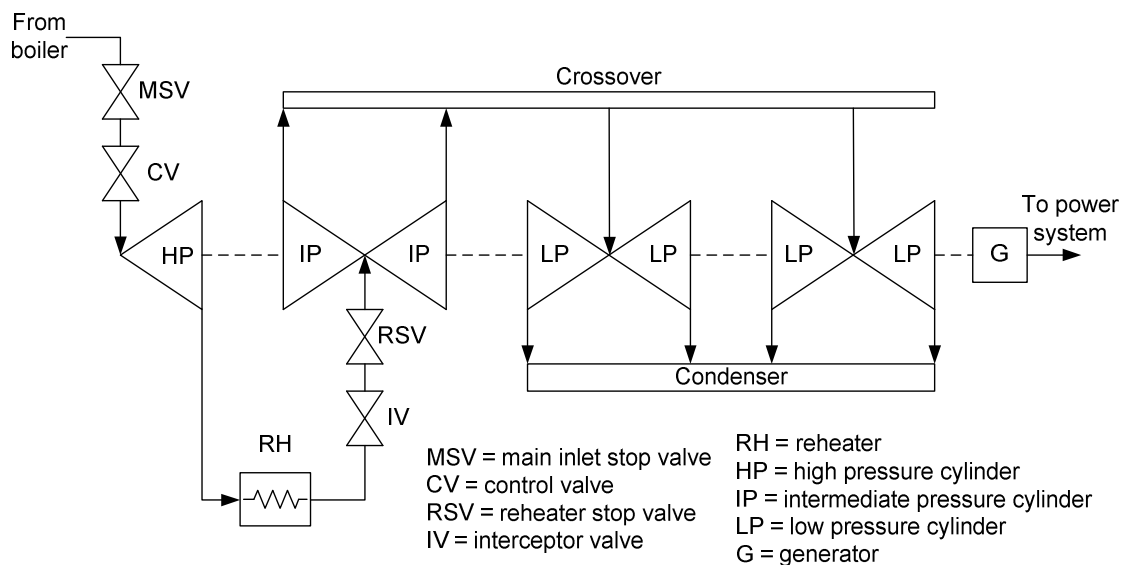 From
boiler
MSV
CV
Crossover
HP
IP
IP
LP
LP
LP
LP
G
To power
system
RSV
IV
RH
Condenser
MSV = main inlet stop valve
CV = control valve
RSV = reheater stop valve
IV = interceptor valve
RH = reheater
HP = high pressure cylinder
IP = intermediate pressure cylinder
LP = low pressure cylinder
G = generator